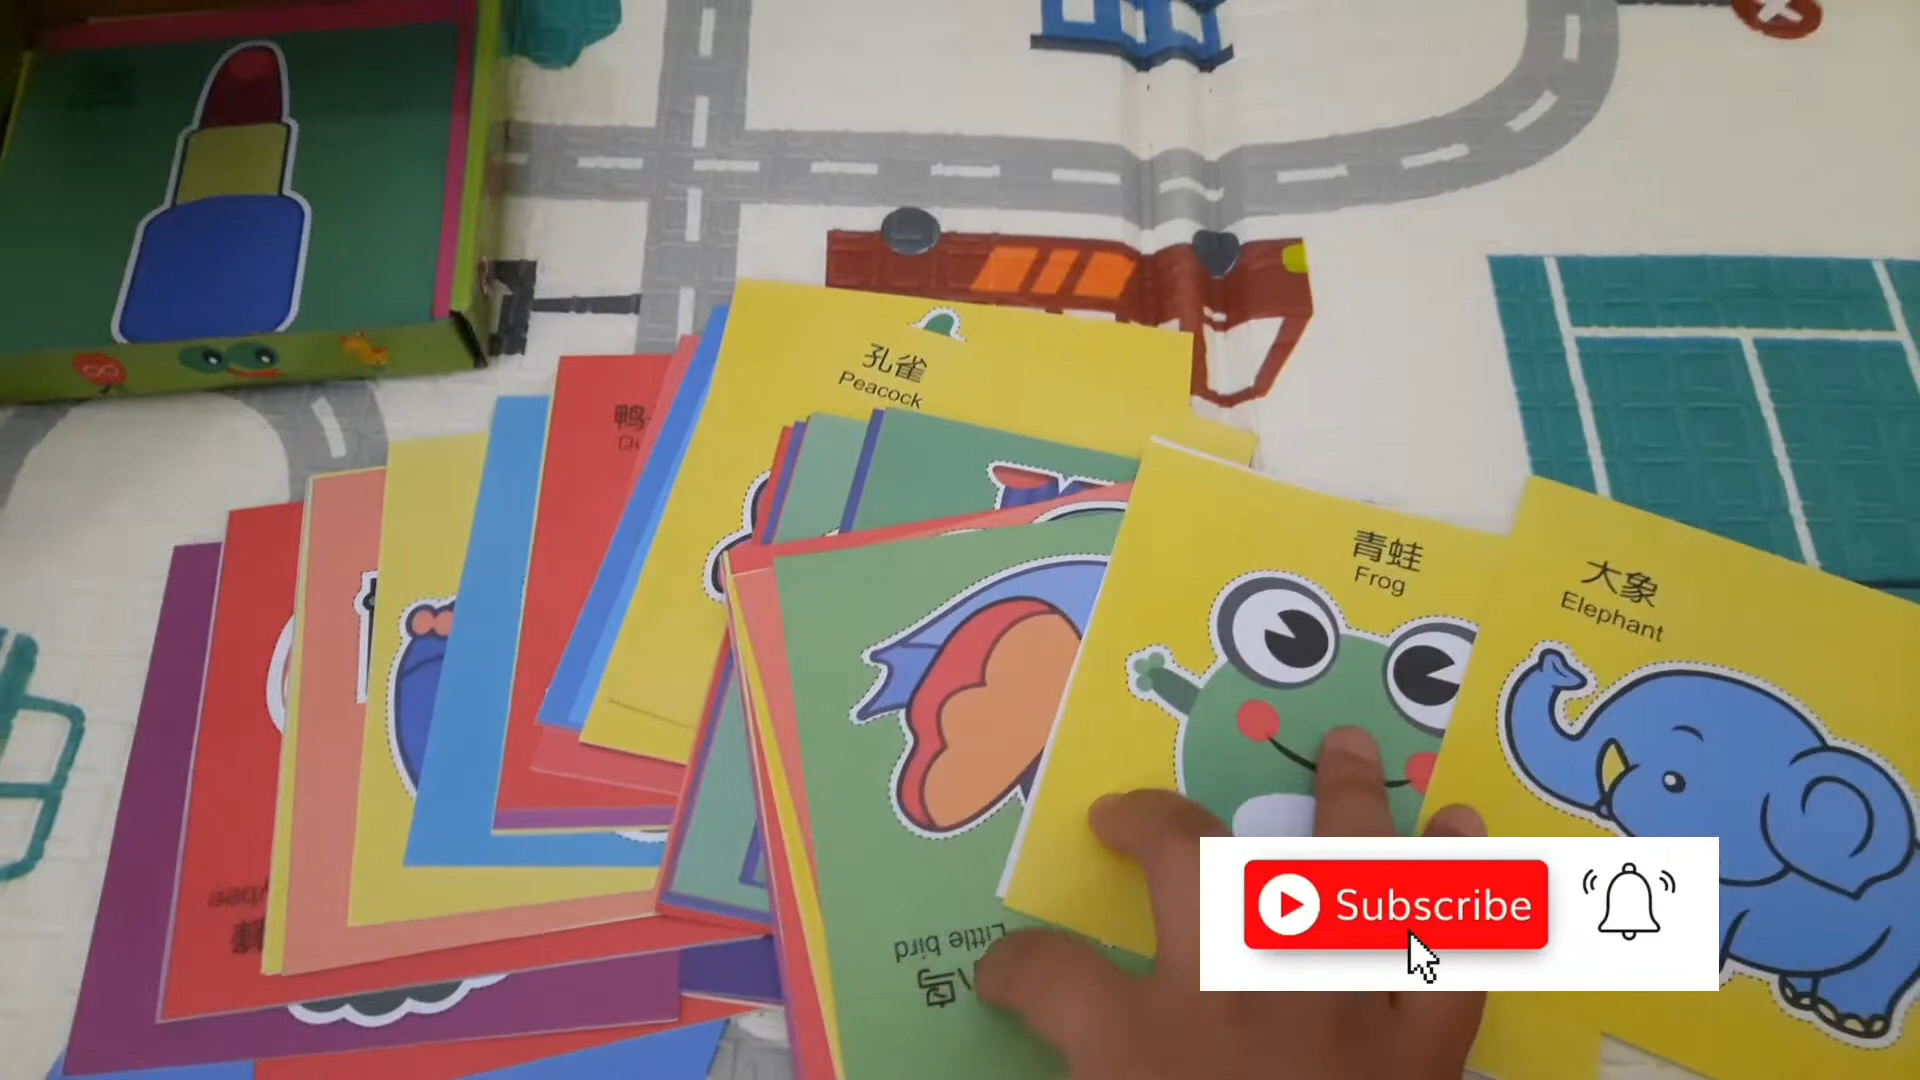 孔雀
Peacock
青蛙
Frog
大象
Elephant
Little bird
Subscribe